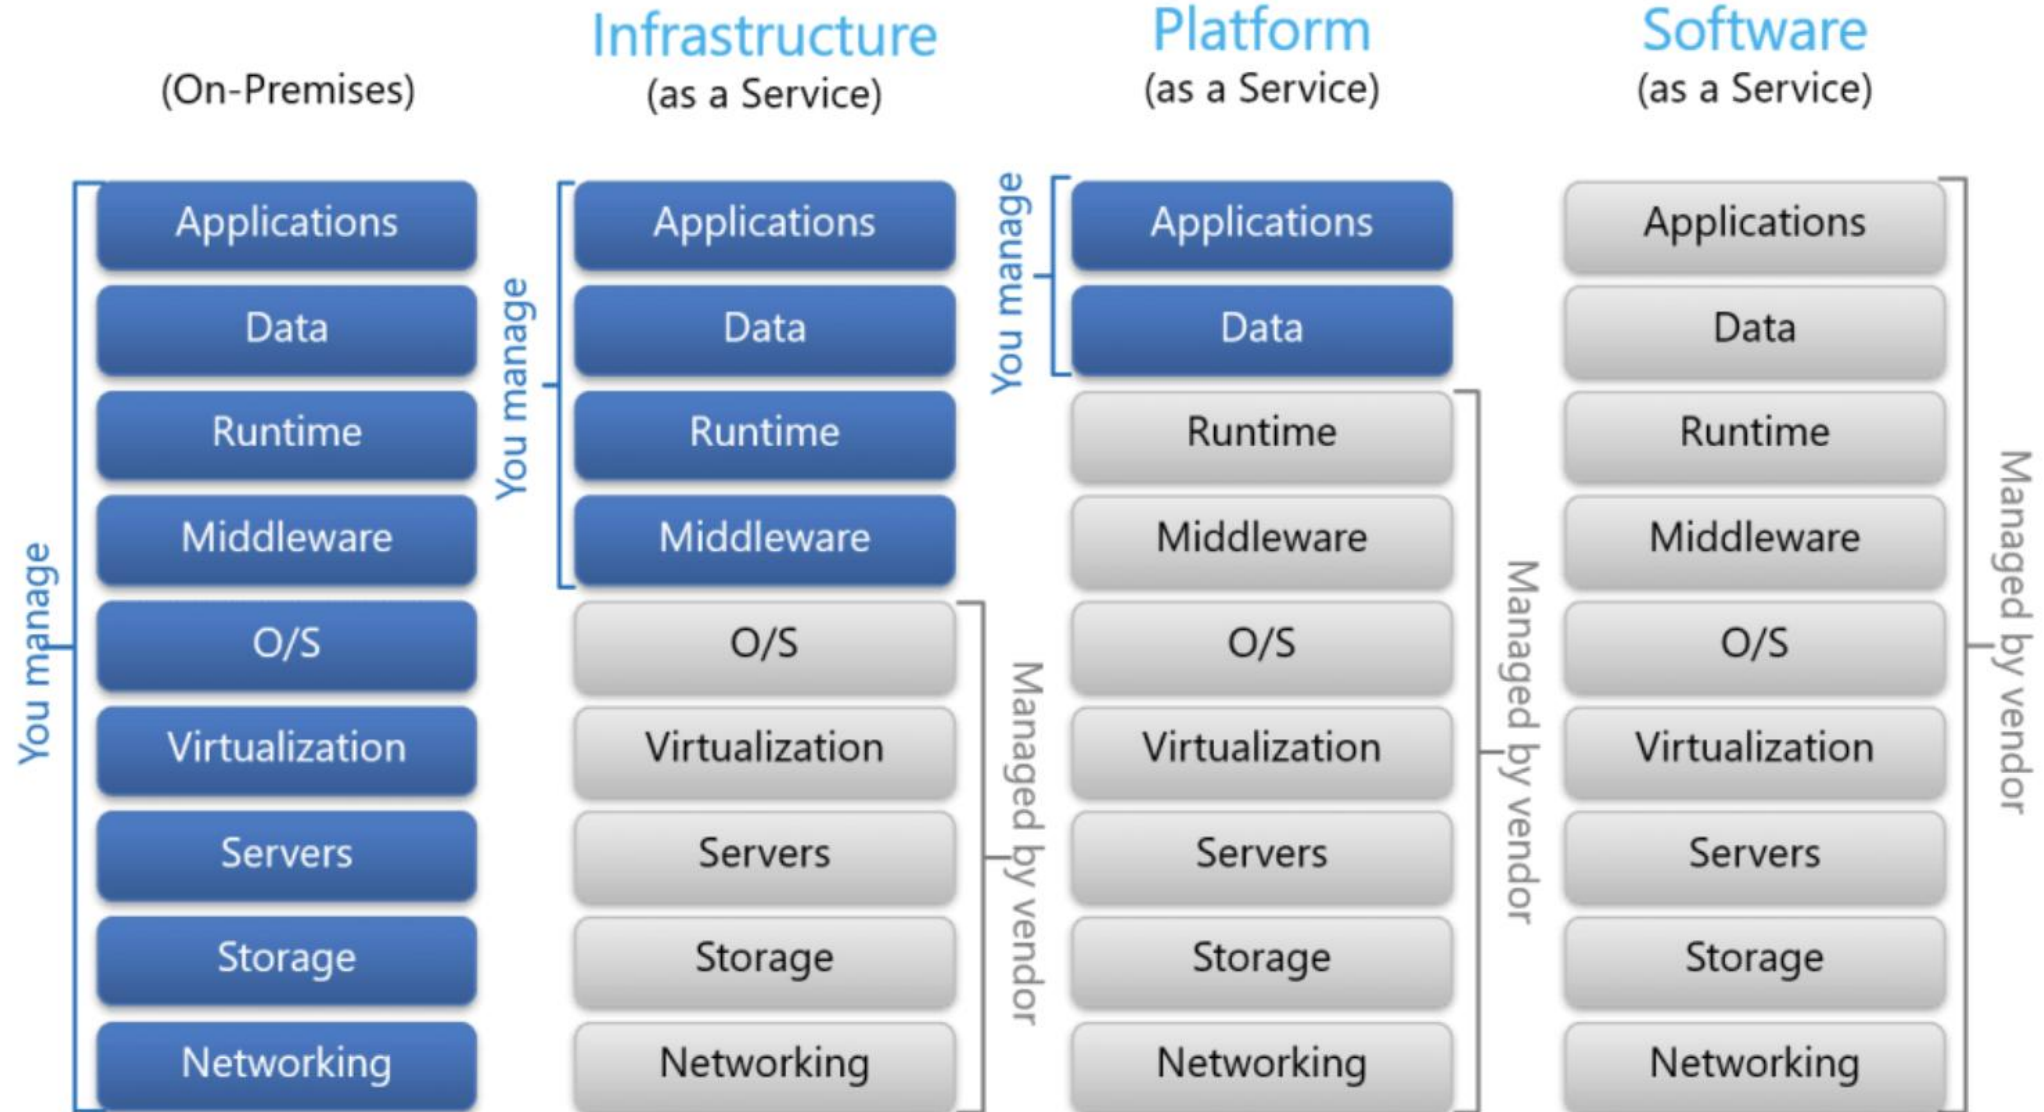 (On-Premises)
Infrastructure
(as a Service)
Platform
(as a Service)
Software
(as a Service)
You manage
Applications
Data
Runtime
Middleware
O/S
Virtualization
Servers
Storage
Networking
You manage
Applications
Data
Runtime
Middleware
O/S
Virtualization
Servers
Storage
Networking
Managed by vendor
You manage
Applications
Data
Runtime
Middleware
O/S
Virtualization
Servers
Storage
Networking
Managed by vendor
Applications
Data
Runtime
Middleware
O/S
Virtualization
Servers
Storage
Networking
Managed by vendor